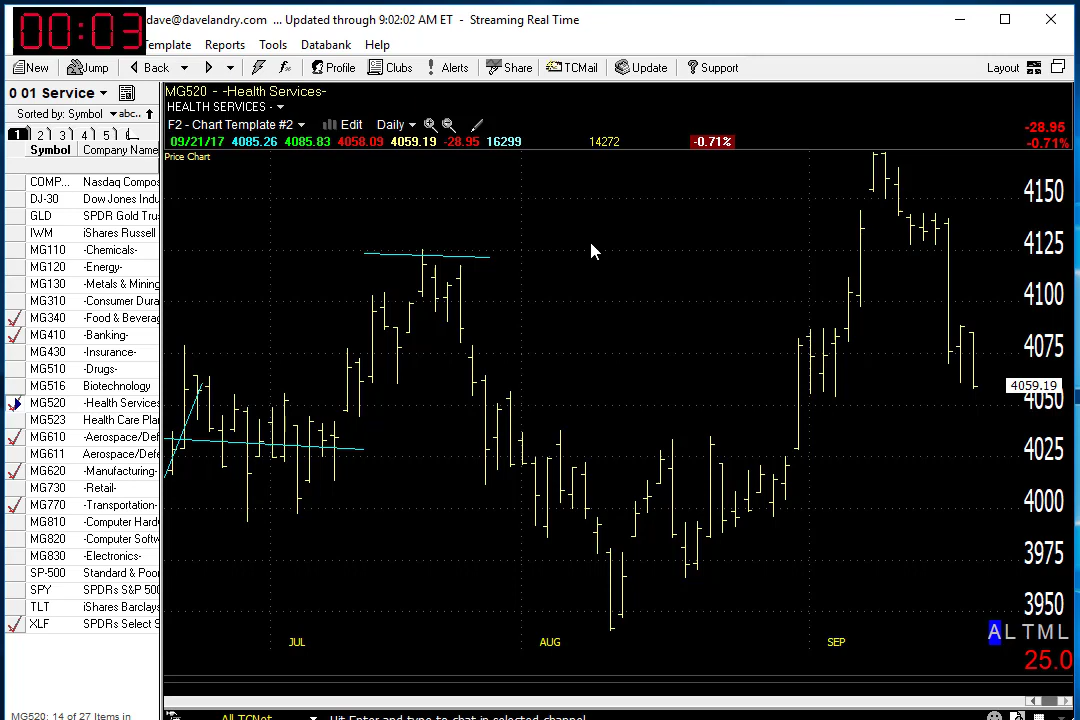 00:03 dave@davelandry.com ... Updated through 9:02:02 AM ET - Streaming Real Time
emplate Reports Tools Databank Help
New Jump Back Profile Clubs Alerts Share TCMail Update Support Layout
0 01 Service
Sorted by: Symbol abc..
1 2 3 4 5
Symbol Company Name
COMP... Nasdaq Compos
DJ-30 Dow Jones Indu
GLD SPDR Gold Trus
IWM iShares Russell
MG110 -Chemicals-
MG120 -Energy-
MG130 -Metals & Mining
MG310 -Consumer Dura
MG340 -Food & Beverag
MG410 -Banking-
MG430 -Insurance-
MG510 -Drugs-
MG516 Biotechnology
MG520 -Health Services
MG523 Health Care Plan
MG610 -Aerospace/Def
MG611 Aerospace/Defe
MG620 -Manufacturing-
MG730 -Retail-
MG770 -Transportation-
MG810 -Computer Hard
MG820 -Computer Softw
MG830 -Electronics-
SP-500 Standard & Poor
SPY SPDRs S&P 500
TLT iShares Barclays
XLF SPDRs Select S
MG520: 14 of 27 Items in
MG520 - -Health Services-
HEALTH SERVICES -
F2 - Chart Template #2 Edit Daily
09/21/17 4085.26 4085.83 4058.09 4059.19 -28.95 16299 14272 -0.71%
-28.95
-0.71%
Price Chart
4150
4125
4100
4075
4059.19
4050
4025
4000
3975
3950
JUL AUG SEP
A L T M L
25.0
All TCNet Hit Enter and type to chat in selected channel